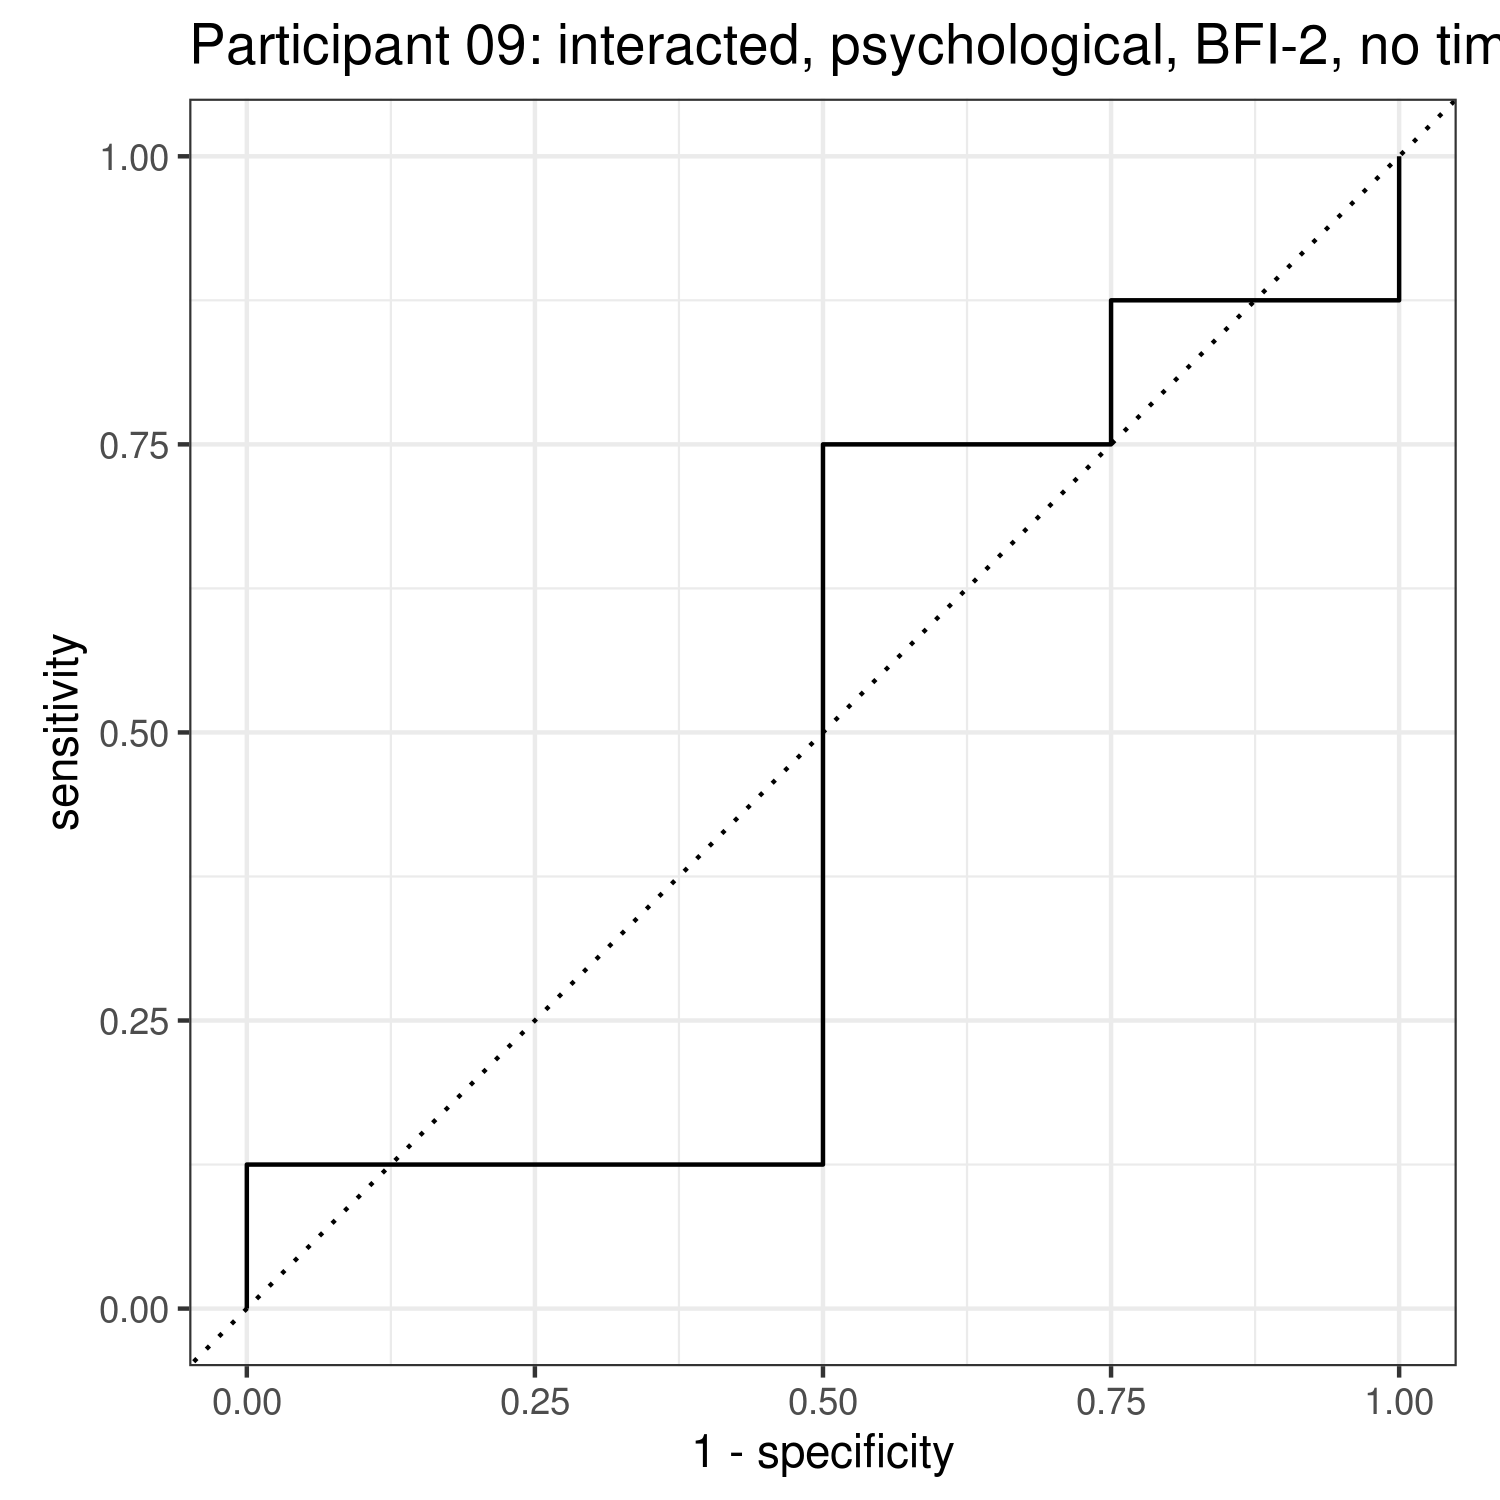 Participant 09: interacted, psychological, BFI-2, no
1.00
0.75
0.50
0.25
0.00
sensitivity
0.00 0.25 0.50 0.75 1.00
1 - specificity